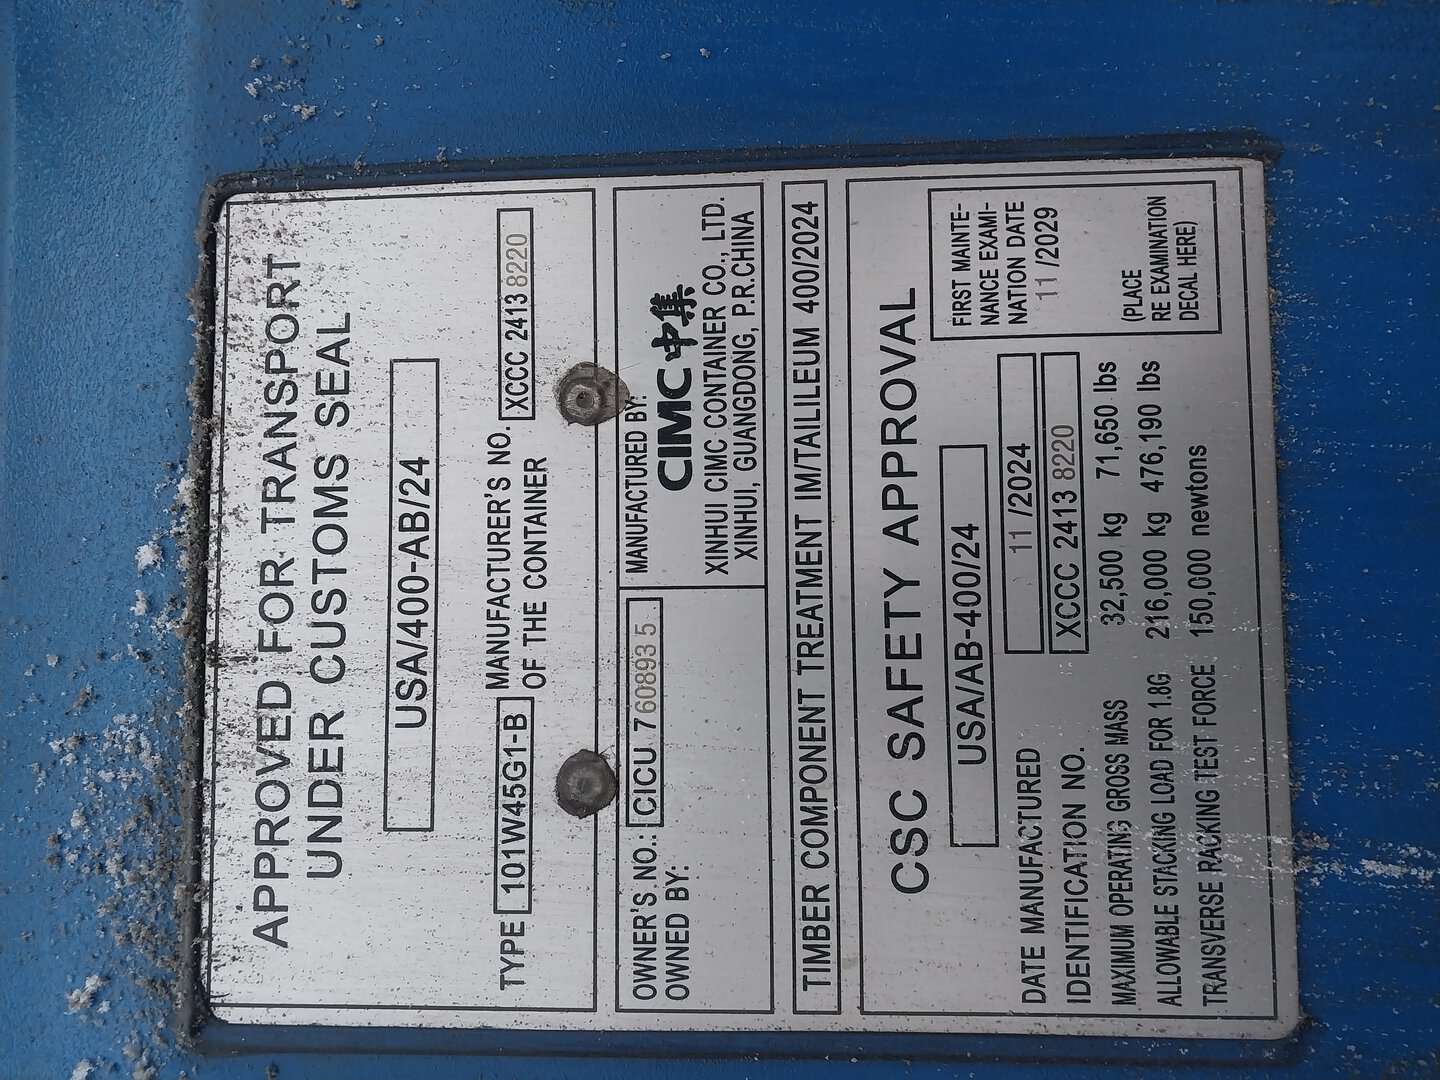 APPROVED FOR TRANSPORT
UNDER CUSTOMS SEAL
USA/400-AB/24
TYPE 101W45G1-B MANUFACTURER'S NO.
OF THE CONTAINER
XCCC 2413 8220
OWNER'S NO.: CICU 7 60893 5
OWNED BY:
MANUFACTURED BY:
CIMC 中集
XINHUI CIMC CONTAINER CO., LTD.
XINHUI, GUANGDONG, P.R.CHINA
TIMBER COMPONENT TREATMENT IM/TAILILEUM 400/2024
CSC SAFETY APPROVAL
USA/AB-400/24
DATE MANUFACTURED 11 /2024
IDENTIFICATION NO. XCCC 2413 8220
MAXIMUM OPERATING GROSS MASS 32,500 kg 71,650 lbs
ALLOWABLE STACKING LOAD FOR 1.8G 216,000 kg 476,190 lbs
TRANSVERSE RACKING TEST FORCE 150,000 newtons
FIRST MAINTE-
NANCE EXAMI-
NATION DATE
11 /2029
(PLACE
RE EXAMINATION
DECAL HERE)